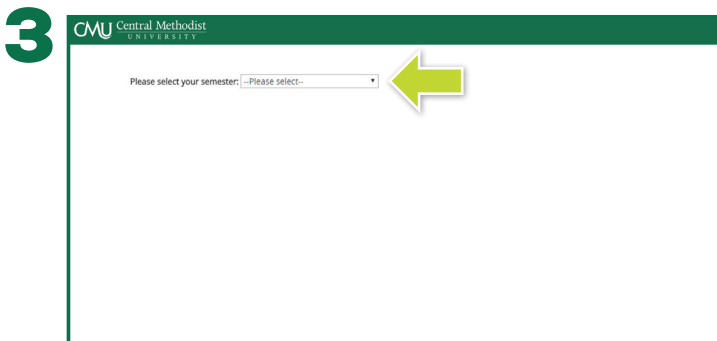 3
CMU Central Methodist
UNIVERSITY
Please select your semester: --Please select--